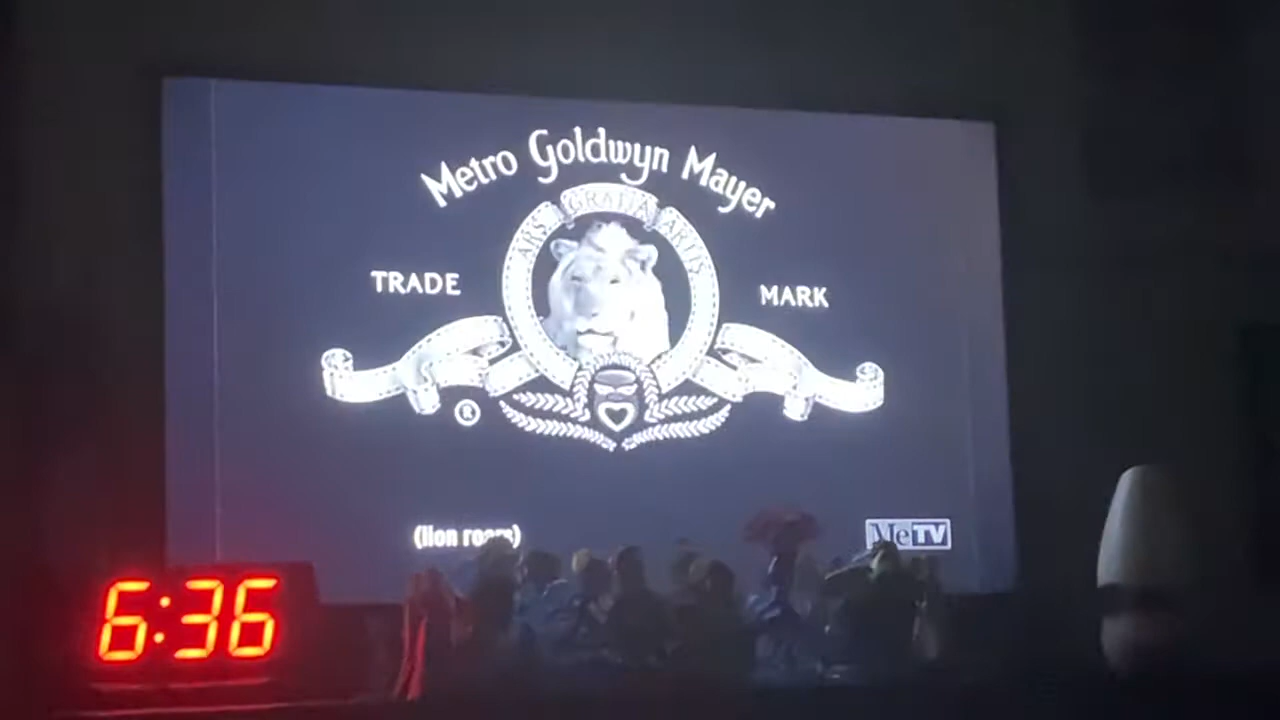 Metro Goldwyn Mayer
ARS GRATIA ARTIS
TRADE
MARK
®
(lion roars)
MeTV
6:36